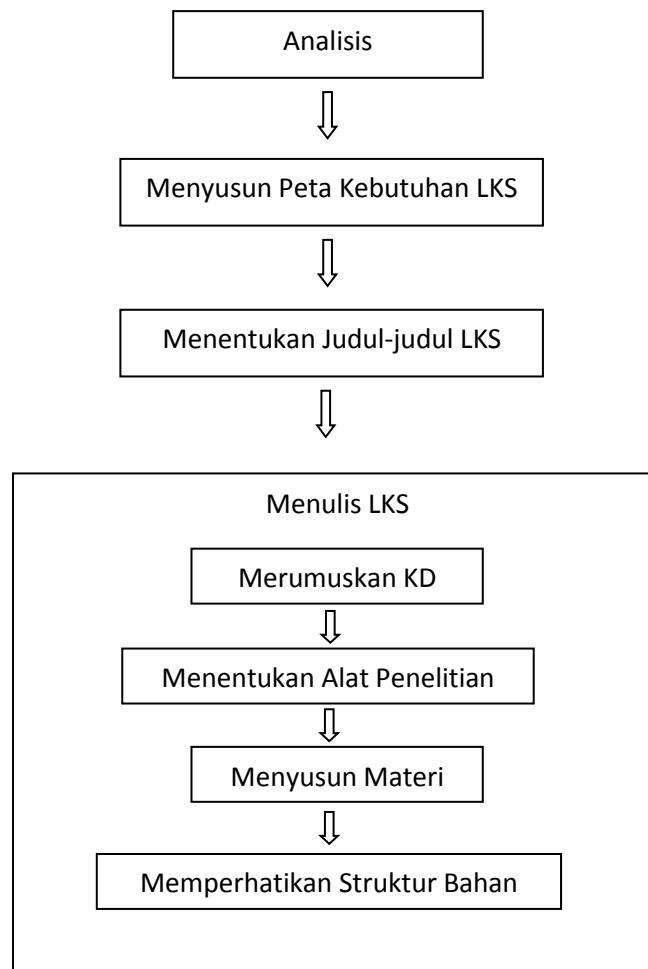 Analisis
Menyusun Peta Kebutuhan LKS
Menentukan Judul-judul LKS
Menulis LKS
Merumuskan KD
Menentukan Alat Penelitian
Menyusun Materi
Memperhatikan Struktur Bahan